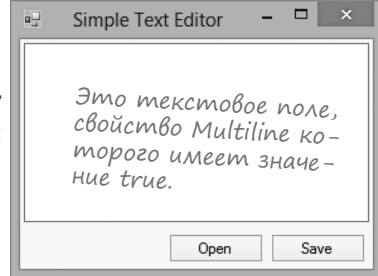 Simple Text Editor
Это текстовое поле,
свойство Multiline ко-
торого имеет значе-
ние true.
Open Save